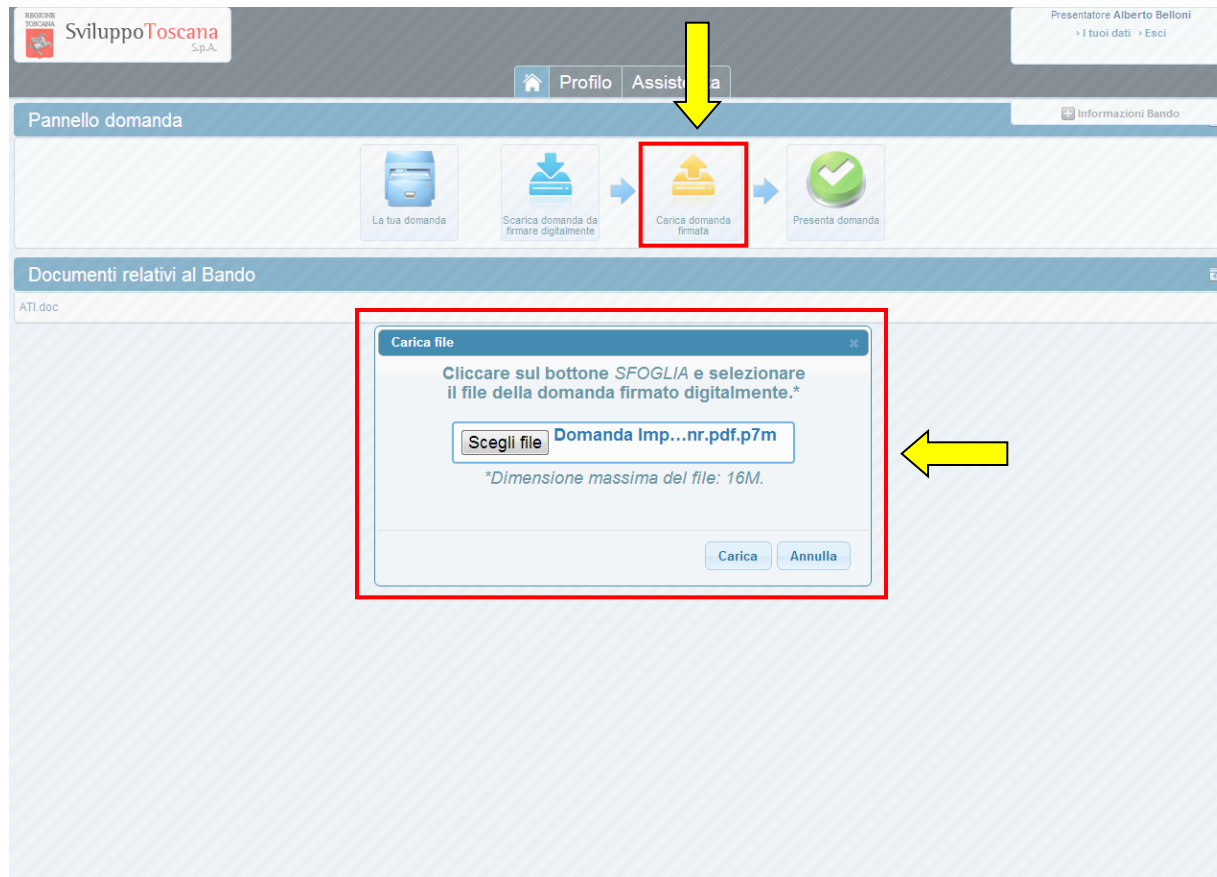 REGIONE
TOSCANA
SviluppoToscana
S.p.A.
Presentatore Alberto Belloni
› I tuoi dati › Esci
Profilo
Pannello domanda
Informazioni Bando
La tua domanda
Scarica domanda da
firmare digitalmente
Carica domanda
firmata
Presenta domanda
Documenti relativi al Bando
ATI.doc
Carica file
Cliccare sul bottone SFOGLIA e selezionare
il file della domanda firmato digitalmente.*
Scegli file Domanda Imp...nr.pdf.p7m
*Dimensione massima del file: 16M.
Carica Annulla